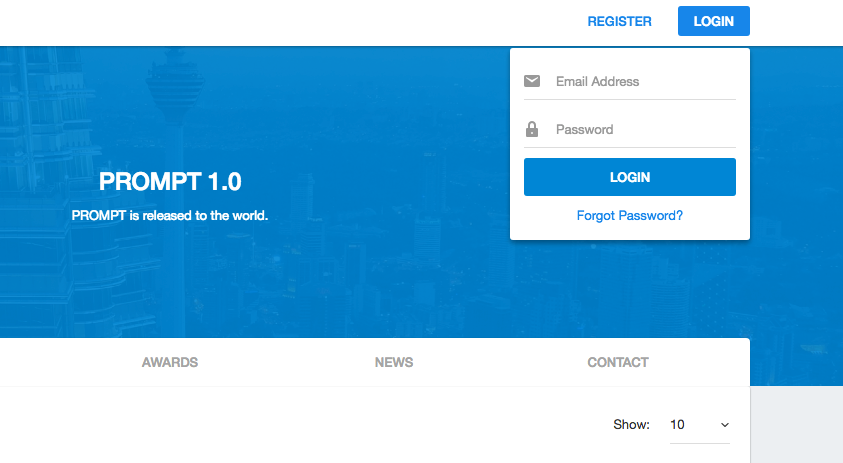 REGISTER
LOGIN
Email Address
Password
LOGIN
Forgot Password?
PROMPT 1.0
PROMPT is released to the world.
AWARDS
NEWS
CONTACT
Show: 10